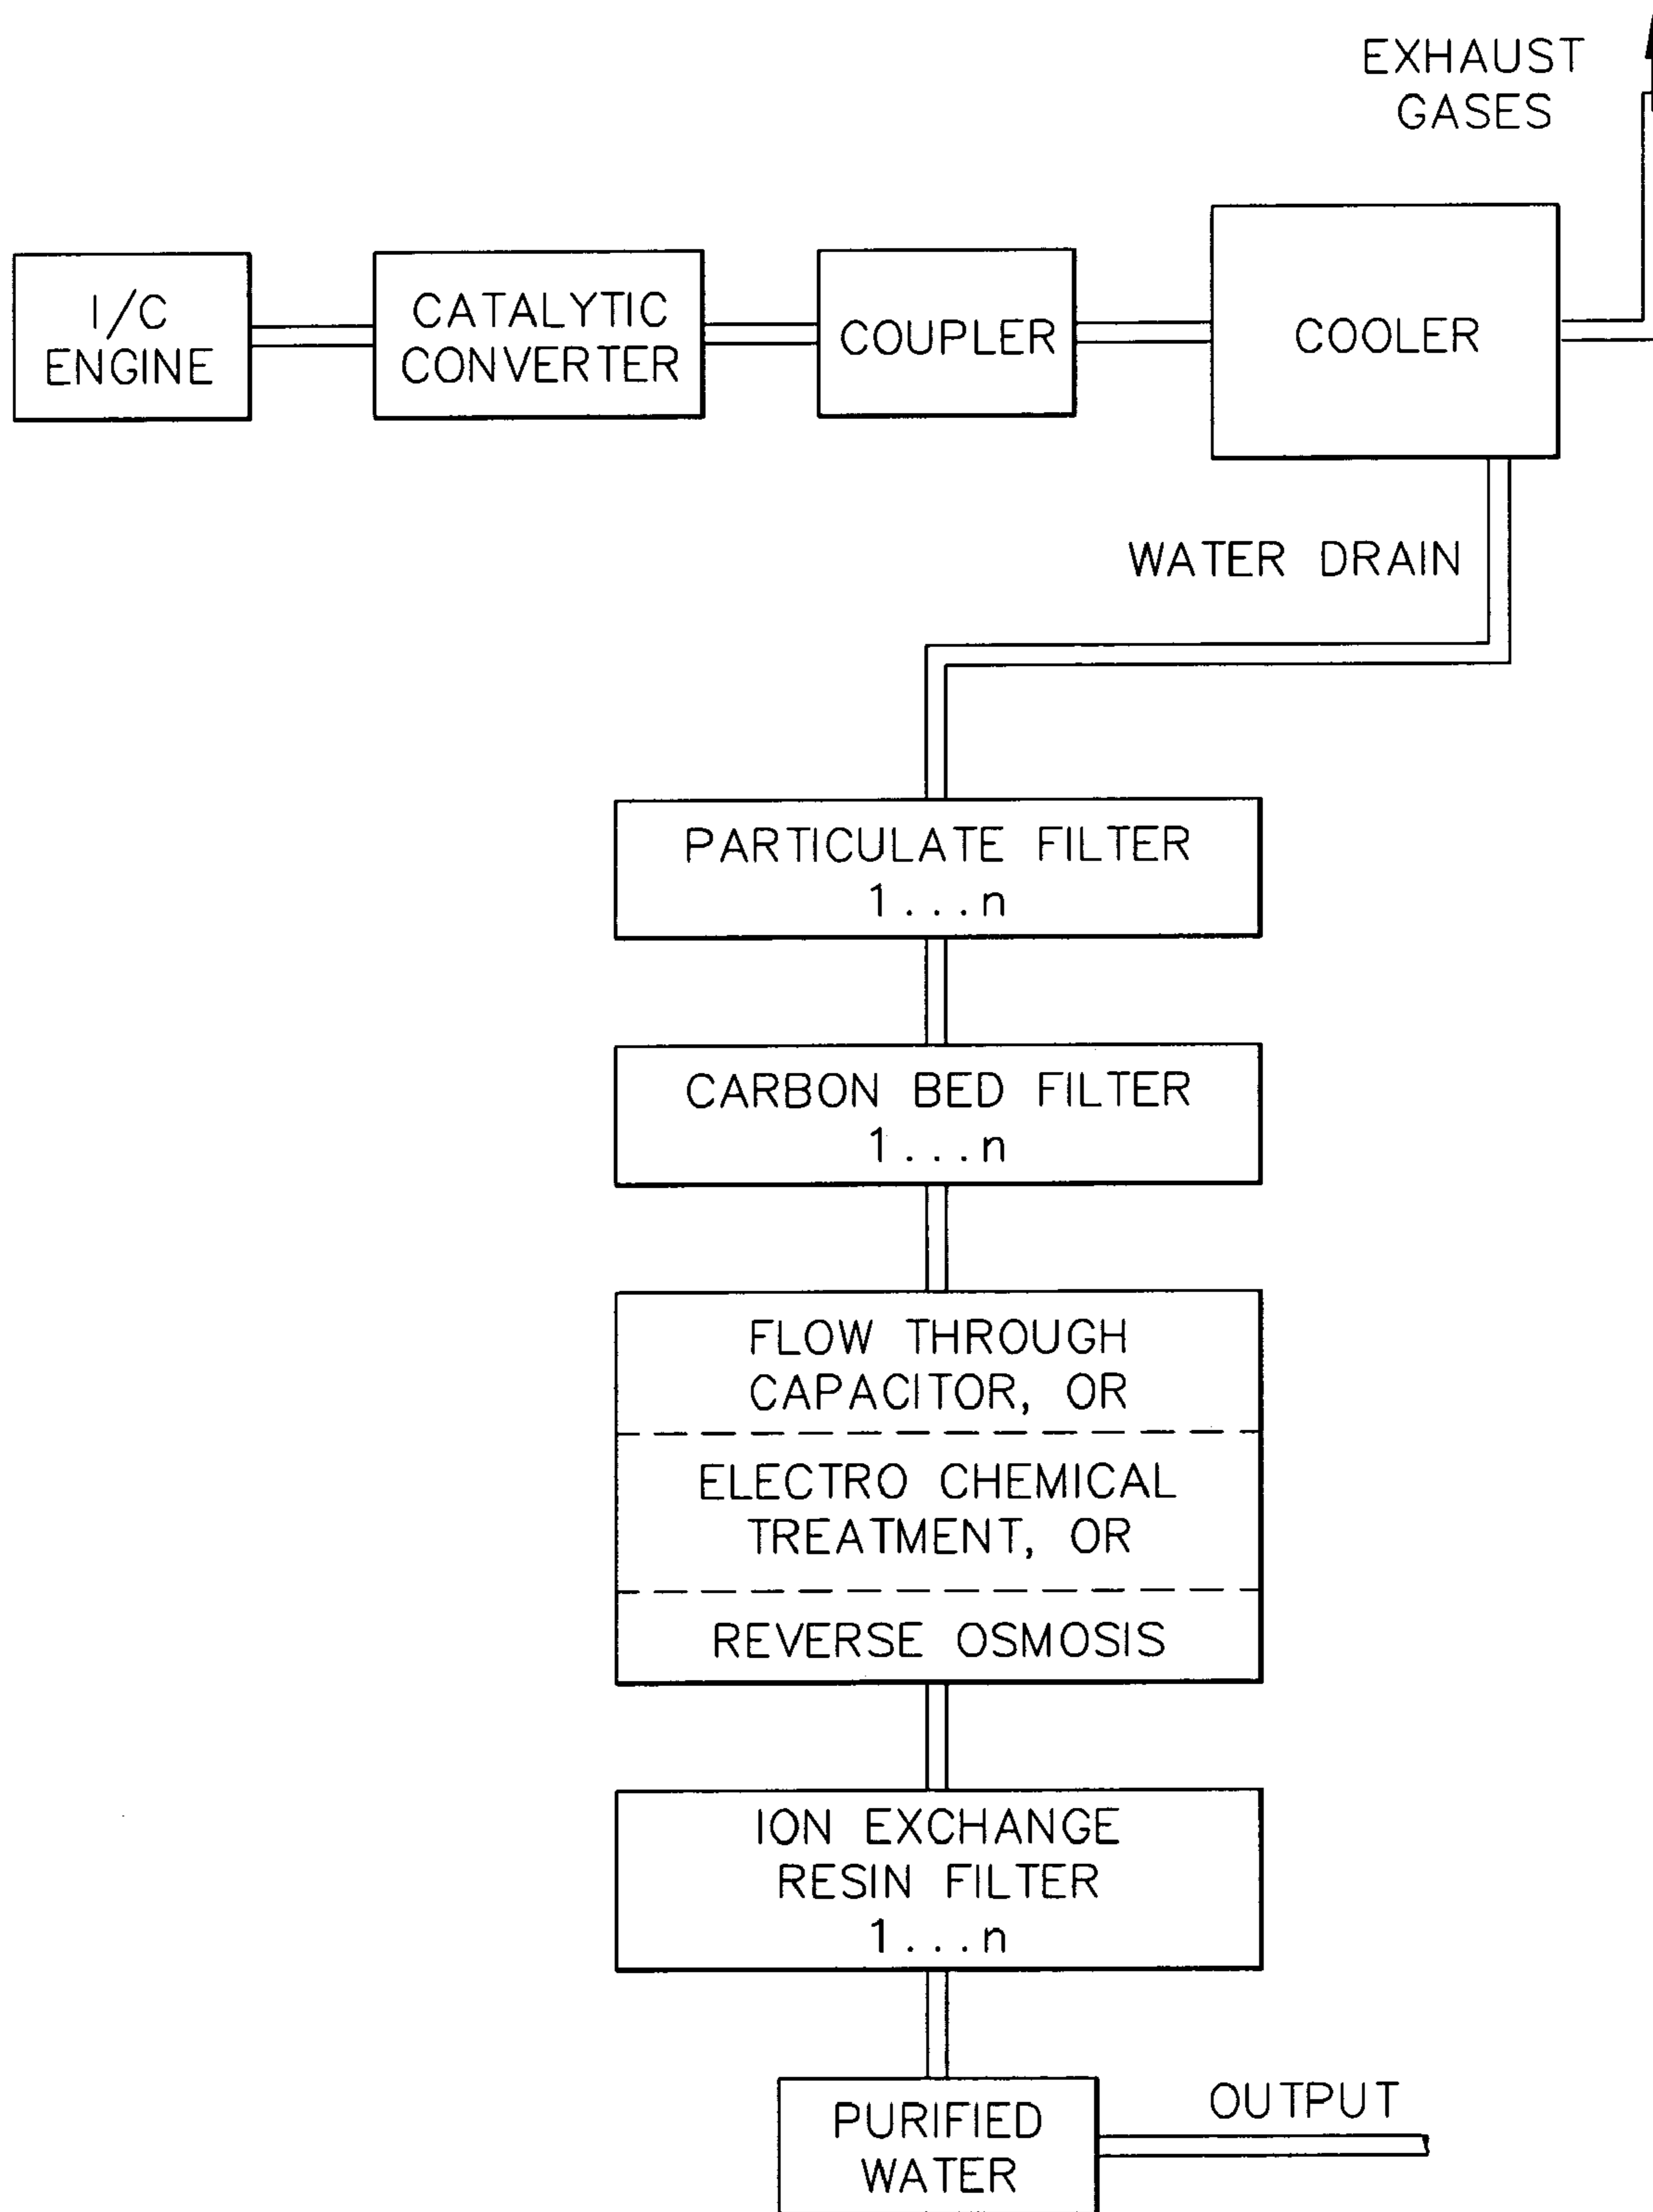 EXHAUST
GASES
I/C
ENGINE
CATALYTIC
CONVERTER
COUPLER
COOLER
WATER DRAIN
PARTICULATE FILTER
1...n
CARBON BED FILTER
1...n
FLOW THROUGH
CAPACITOR, OR
ELECTRO CHEMICAL
TREATMENT, OR
REVERSE OSMOSIS
ION EXCHANGE
RESIN FILTER
1...n
PURIFIED
WATER
OUTPUT